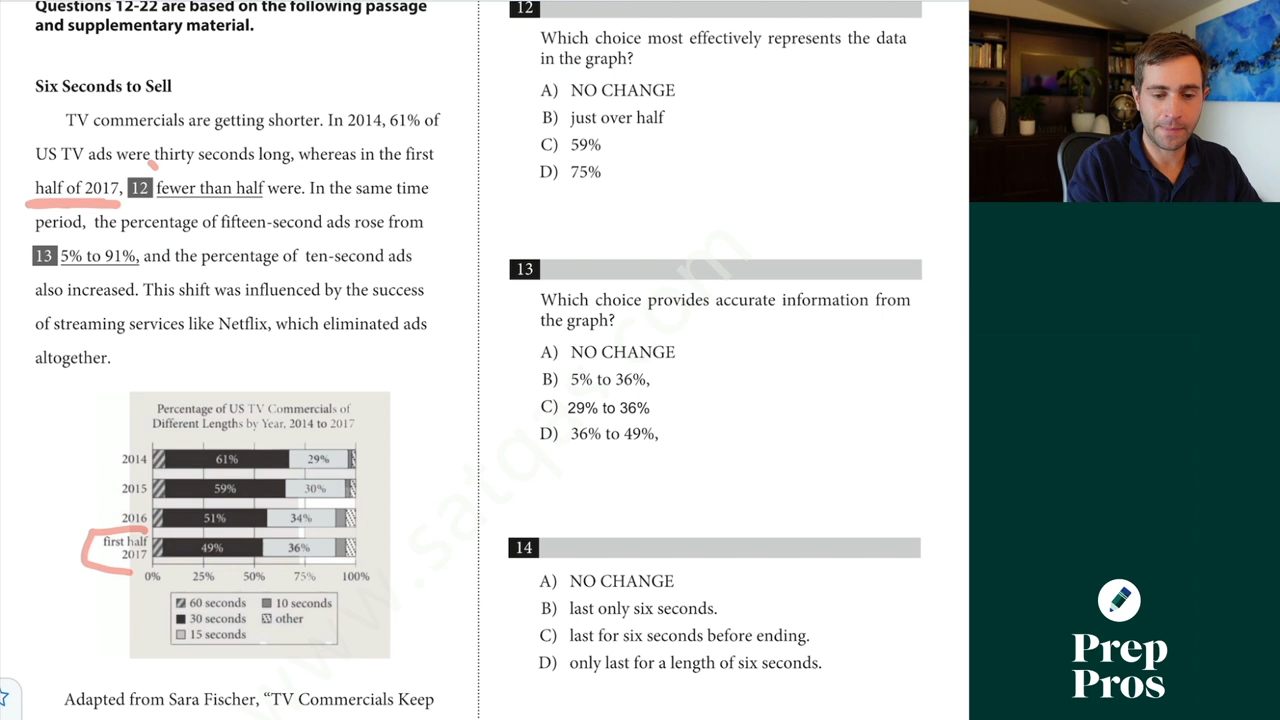 Questions 12-22 are based on the following passage
and supplementary material.
Six Seconds to Sell
TV commercials are getting shorter. In 2014, 61% of
US TV ads were thirty seconds long, whereas in the first
half of 2017, 12 fewer than half were. In the same time
period, the percentage of fifteen-second ads rose from
13 5% to 91%, and the percentage of ten-second ads
also increased. This shift was influenced by the success
of streaming services like Netflix, which eliminated ads
altogether.
Percentage of US TV Commercials of
Different Lengths by Year, 2014 to 2017
2014 61% 29%
2015 59% 30%
2016 51% 34%
first half
2017 49% 36%
0% 25% 50% 75% 100%
60 seconds 10 seconds
30 seconds other
15 seconds
Adapted from Sara Fischer, “TV Commercials Keep
12
Which choice most effectively represents the data
in the graph?
A) NO CHANGE
B) just over half
C) 59%
D) 75%
13
Which choice provides accurate information from
the graph?
A) NO CHANGE
B) 5% to 36%,
C) 29% to 36%
D) 36% to 49%,
14
A) NO CHANGE
B) last only six seconds.
C) last for six seconds before ending.
D) only last for a length of six seconds.
Prep
Pros